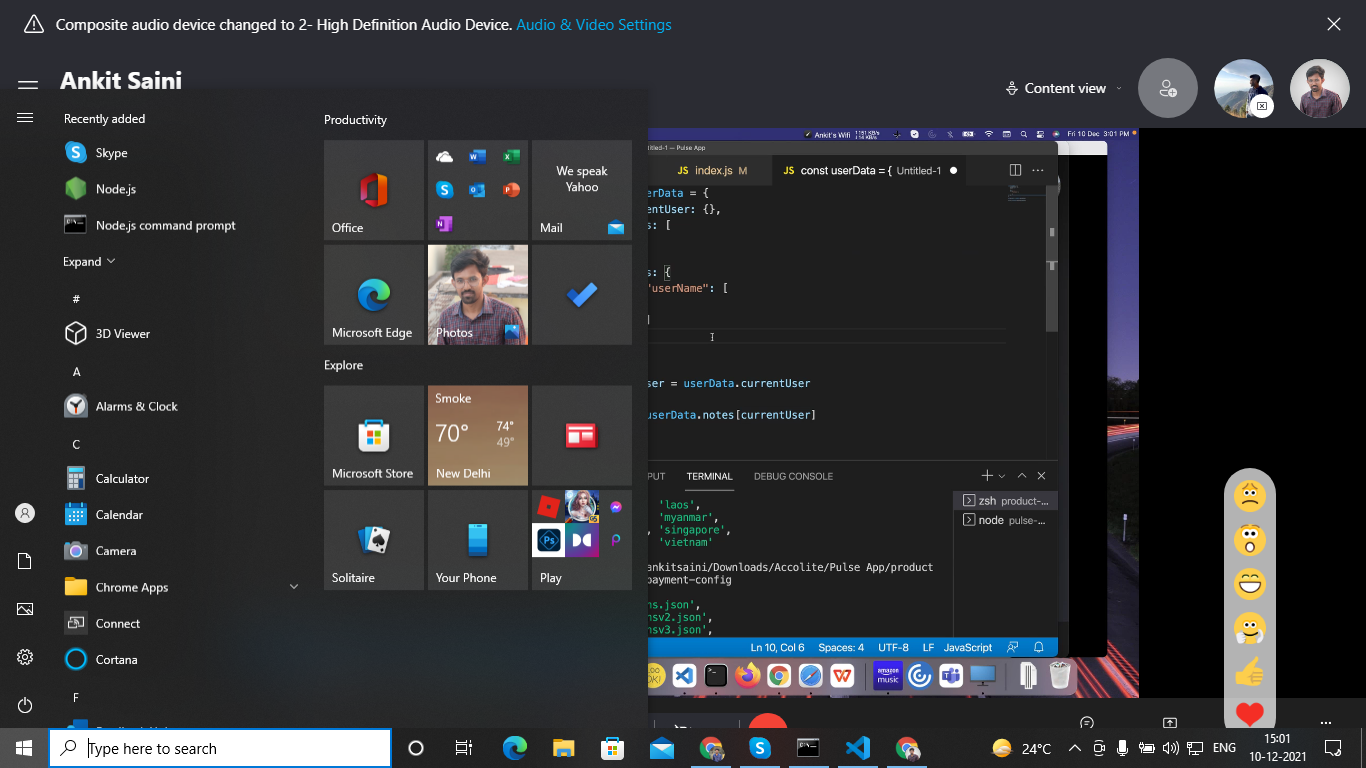 Composite audio device changed to 2- High Definition Audio Device. Audio & Video Settings
Ankit Saini
Content view
Recently added
Skype
Node.js
Node.js command prompt
Expand
#
3D Viewer
A
Alarms & Clock
C
Calculator
Calendar
Camera
Chrome Apps
Connect
Cortana
F
Productivity
Office
We speak
Yahoo
Mail
Microsoft Edge
Photos
Explore
Microsoft Store
Smoke
70° 74°
49°
New Delhi
Solitaire
Your Phone
Play
Ankit's Wifi
Fri 10 Dec 3:01 PM
ntitled-1 — Pulse App
JS index.js M
JS const userData = { Untitled-1
erData = {
entUser: {},
s: [
s: {
"userName": [
]
ser = userData.currentUser
userData.notes[currentUser]
PUT TERMINAL DEBUG CONSOLE
'laos',
'myanmar',
, 'singapore',
'vietnam'
ankitsaini/Downloads/Accolite/Pulse App/product
payment-config
ns.json',
nsv2.json',
nsv3.json',
zsh product-...
node pulse-...
Ln 10, Col 6 Spaces: 4 UTF-8 LF JavaScript
amazon
music
Type here to search
24°C
ENG
15:01
10-12-2021